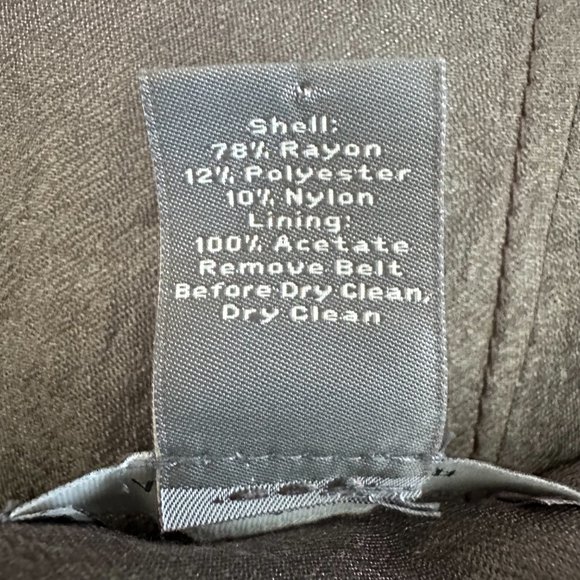 Shell:
78% Rayon
12% Polyester
10% Nylon
Lining:
100% Acetate
Remove Belt
Before Dry Clean,
Dry Clean